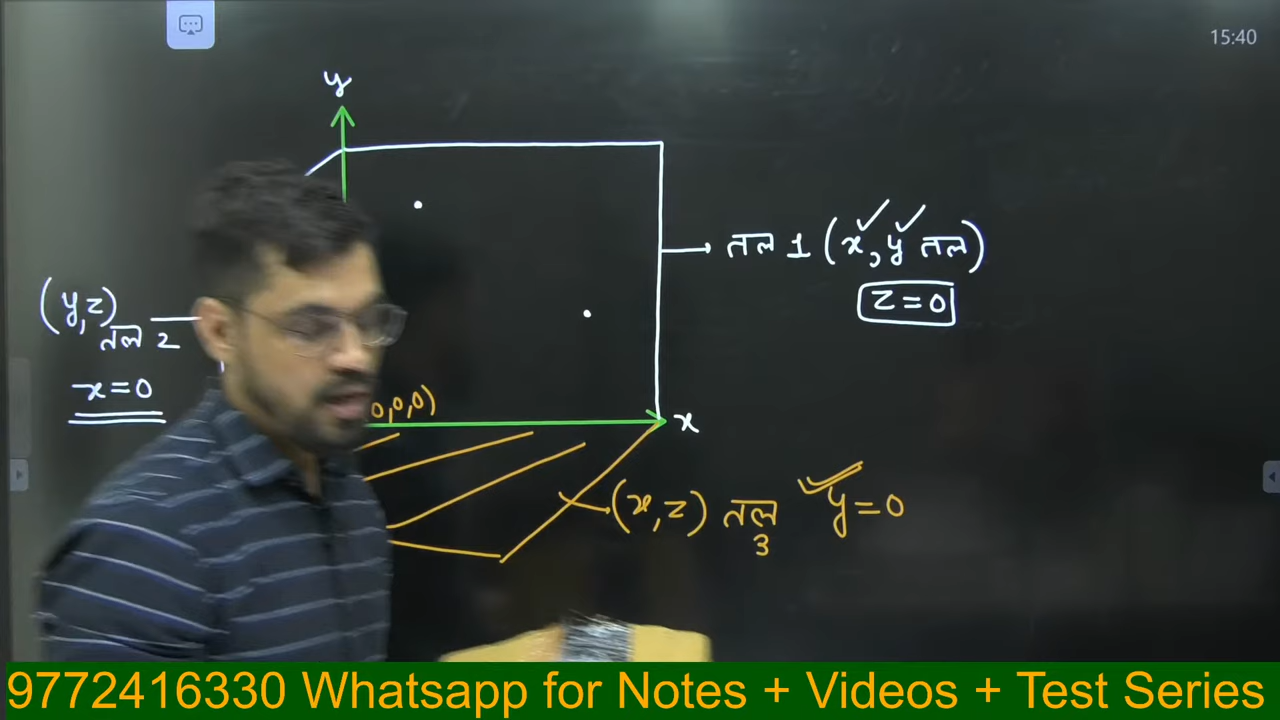 15:40
y
तल 1 (x, y तल)
z = 0
(y, z)
तल 2
x = 0
0,0,0)
x
(x, z) तल y = 0
3
9772416330 Whatsapp for Notes + Videos + Test Series